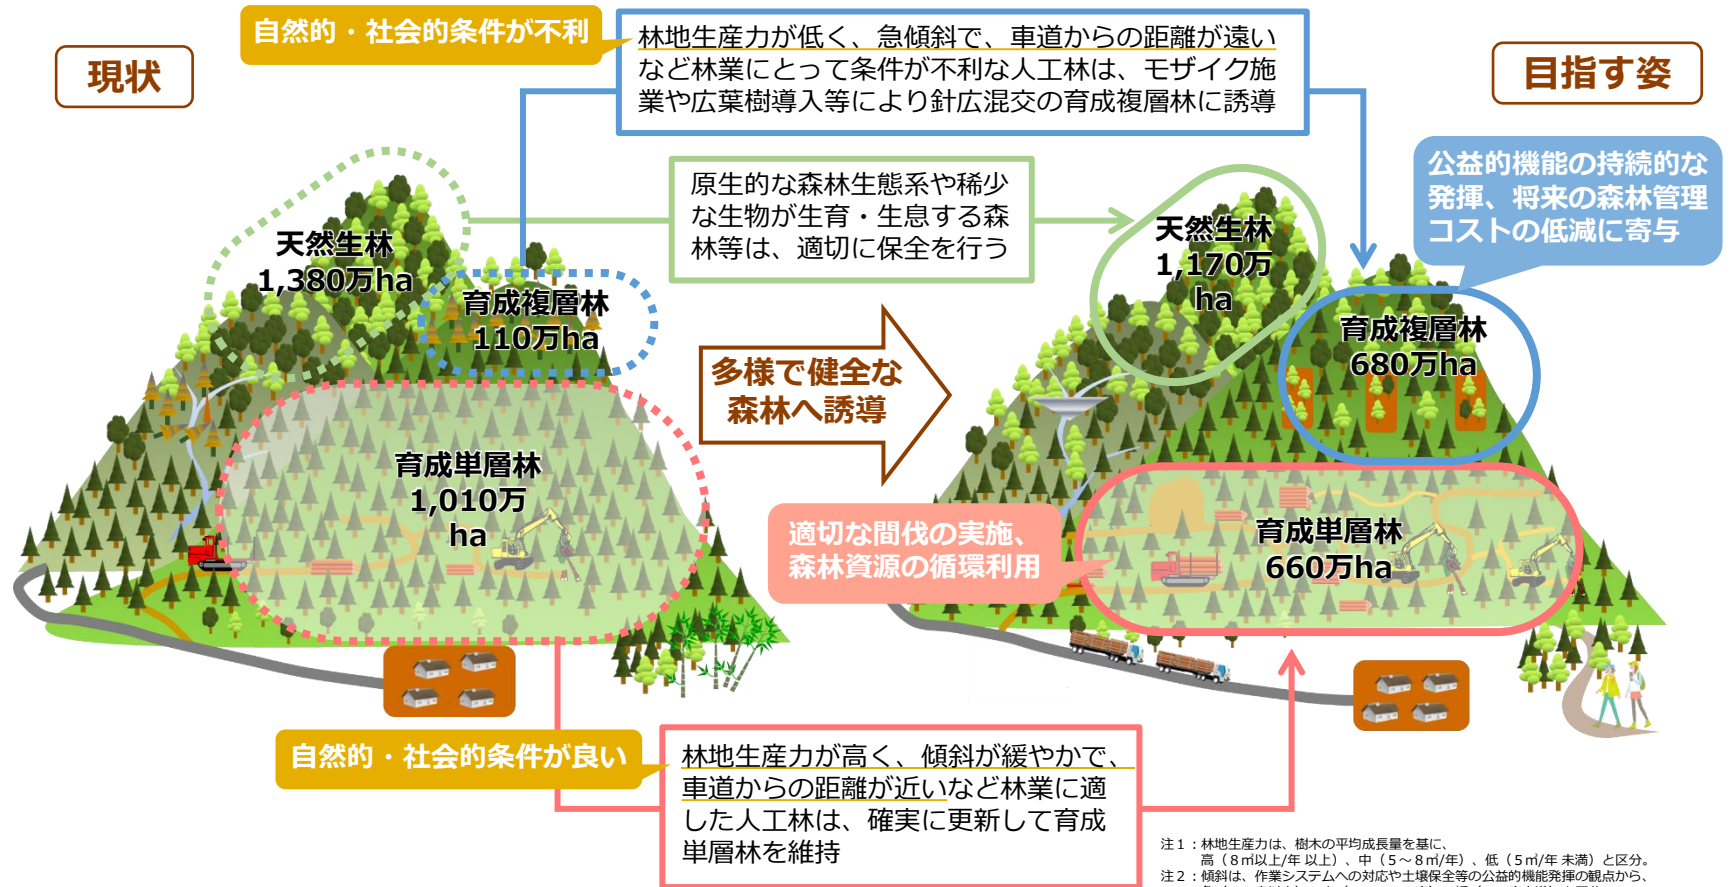 現状
自然的・社会的条件が不利
林地生産力が低く、急傾斜で、車道からの距離が遠い
など林業にとって条件が不利な人工林は、モザイク施
業や広葉樹導入等により針広混交の育成複層林に誘導
目指す姿
原生的な森林生態系や稀少
な生物が生育・生息する森
林等は、適切に保全を行う
公益的機能の持続的な
発揮、将来の森林管理
コストの低減に寄与
天然生林
1,380万ha
育成複層林
110万ha
育成単層林
1,010万
ha
多様で健全な
森林へ誘導
天然生林
1,170万
ha
育成複層林
680万ha
適切な間伐の実施、
森林資源の循環利用
育成単層林
660万ha
自然的・社会的条件が良い
林地生産力が高く、傾斜が緩やかで、
車道からの距離が近いなど林業に適
した人工林は、確実に更新して育成
単層林を維持
注１：林地生産力は、樹木の平均成長量を基に、
高（８㎥以上/年 以上）、中（５～８㎥/年）、低（５㎥/年 未満）と区分。
注２：傾斜は、作業システムへの対応や土壌保全等の公益的機能発揮の観点から、